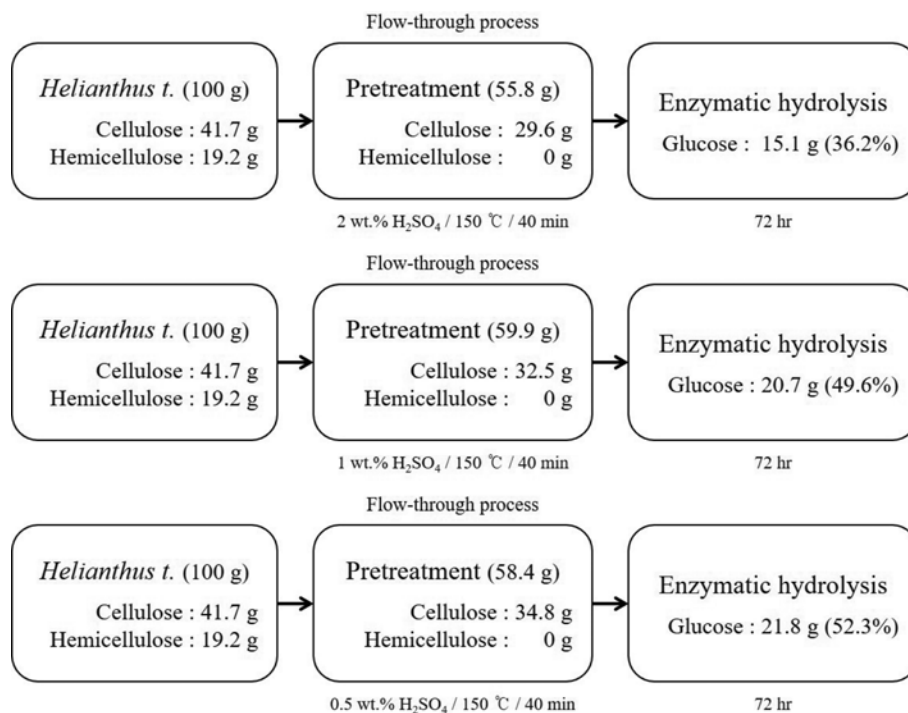 Flow-through process
Helianthus t. (100 g)
Cellulose : 41.7 g
Hemicellulose : 19.2 g
Pretreatment (55.8 g)
Cellulose : 29.6 g
Hemicellulose : 0 g
Enzymatic hydrolysis
Glucose : 15.1 g (36.2%)
2 wt.% H₂SO₄ / 150 ℃ / 40 min
72 hr
Flow-through process
Helianthus t. (100 g)
Cellulose : 41.7 g
Hemicellulose : 19.2 g
Pretreatment (59.9 g)
Cellulose : 32.5 g
Hemicellulose : 0 g
Enzymatic hydrolysis
Glucose : 20.7 g (49.6%)
1 wt.% H₂SO₄ / 150 ℃ / 40 min
72 hr
Flow-through process
Helianthus t. (100 g)
Cellulose : 41.7 g
Hemicellulose : 19.2 g
Pretreatment (58.4 g)
Cellulose : 34.8 g
Hemicellulose : 0 g
Enzymatic hydrolysis
Glucose : 21.8 g (52.3%)
0.5 wt.% H₂SO₄ / 150 ℃ / 40 min
72 hr